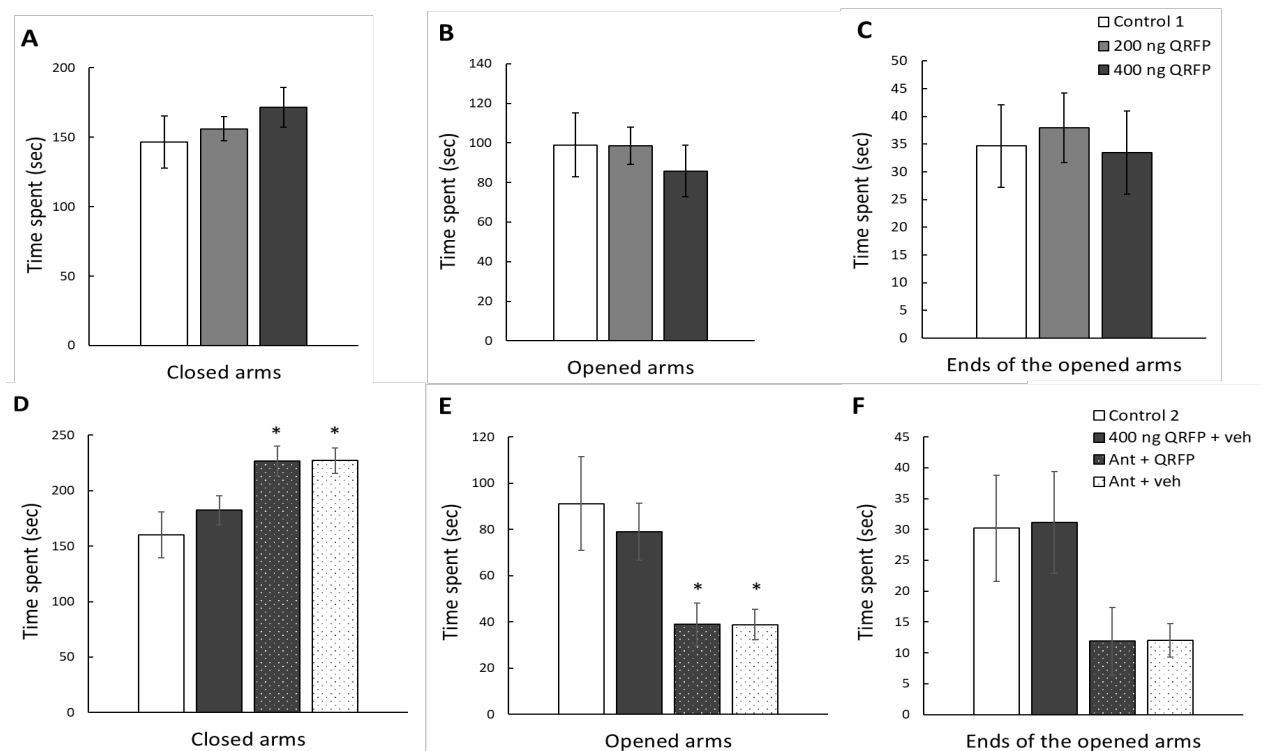 A
Time spent (sec)
200
150
100
50
0
Closed arms
B
Time spent (sec)
140
120
100
80
60
40
20
0
Opened arms
C
Control 1
200 ng QRFP
400 ng QRFP
Time spent (sec)
50
45
40
35
30
25
20
15
10
5
0
Ends of the opened arms
D
Time spent (sec)
250
200
150
100
50
0
* *
Closed arms
E
Time spent (sec)
120
100
80
60
40
20
0
* *
Opened arms
F
Control 2
400 ng QRFP + veh
Ant + QRFP
Ant + veh
Time spent (sec)
45
40
35
30
25
20
15
10
5
0
Ends of the opened arms